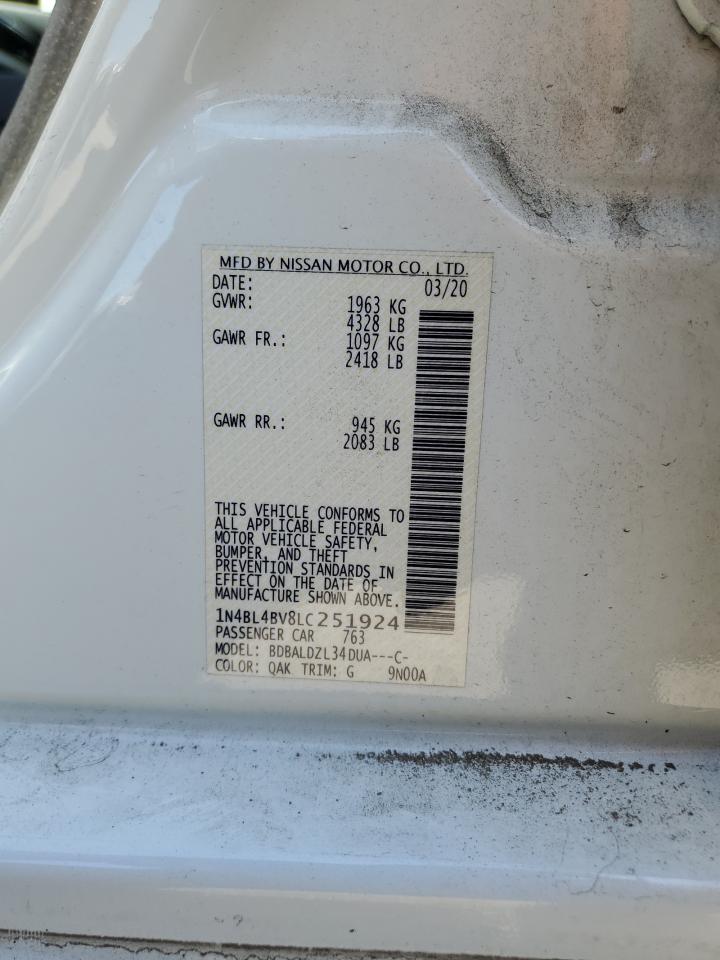 MFD BY NISSAN MOTOR CO., LTD.
DATE: 03/20
GVWR: 1963 KG
4328 LB
GAWR FR.: 1097 KG
2418 LB
GAWR RR.: 945 KG
2083 LB
THIS VEHICLE CONFORMS TO
ALL APPLICABLE FEDERAL
MOTOR VEHICLE SAFETY,
BUMPER, AND THEFT
PREVENTION STANDARDS IN
EFFECT ON THE DATE OF
MANUFACTURE SHOWN ABOVE.
1N4BL4BV8LC251924
PASSENGER CAR 763
MODEL: BDBALDZL34DUA---C-
COLOR: QAK TRIM: G 9N00A